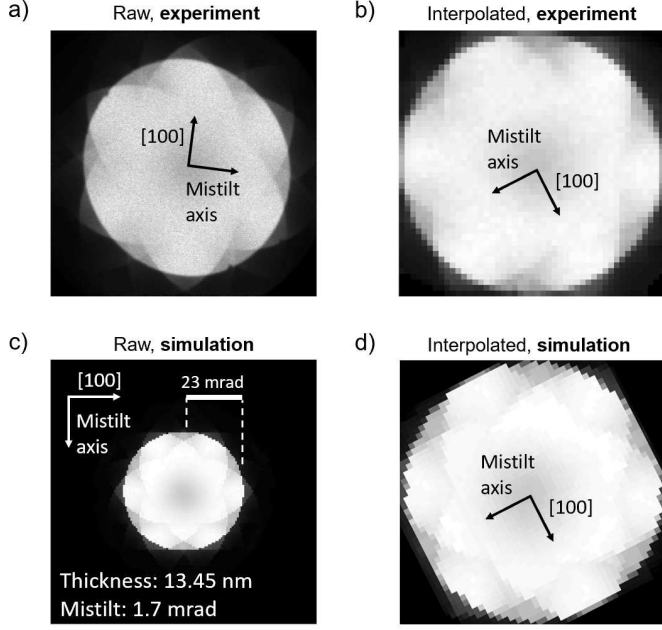 a)
Raw, experiment
[100]
Mistilt
axis
b)
Interpolated, experiment
Mistilt
axis
[100]
c)
Raw, simulation
[100]
23 mrad
Mistilt
axis
Thickness: 13.45 nm
Mistilt: 1.7 mrad
d)
Interpolated, simulation
Mistilt
axis
[100]